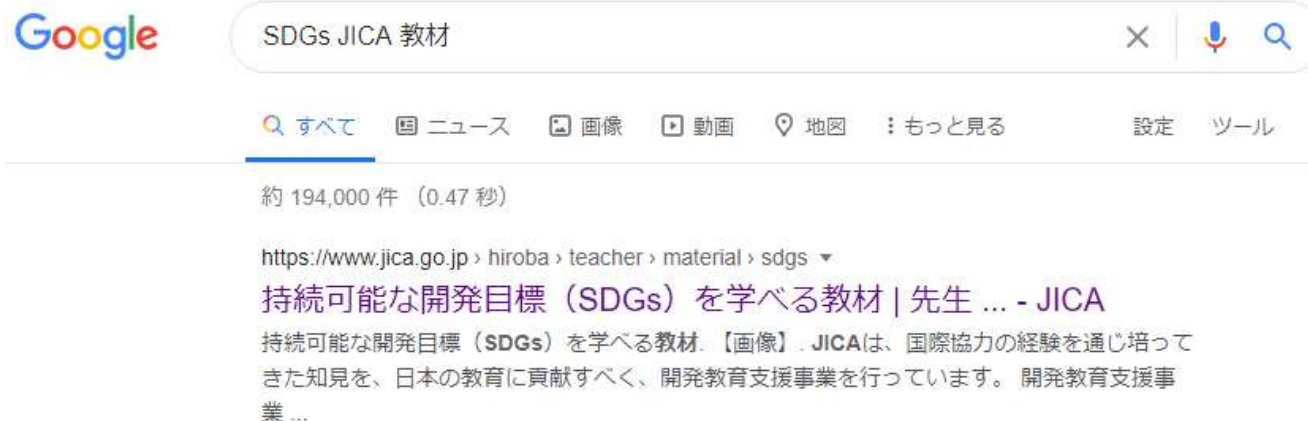 Google
SDGs JICA 教材
すべて ニュース 画像 動画 地図 もっと見る 設定 ツール
約 194,000 件 （0.47 秒）
https://www.jica.go.jp › hiroba › teacher › material › sdgs
持続可能な開発目標（SDGs）を学べる教材 | 先生 ... - JICA
持続可能な開発目標（SDGs）を学べる教材. 【画像】. JICAは、国際協力の経験を通じ培って
きた知見を、日本の教育に貢献すべく、開発教育支援事業を行っています。 開発教育支援事
業 ...